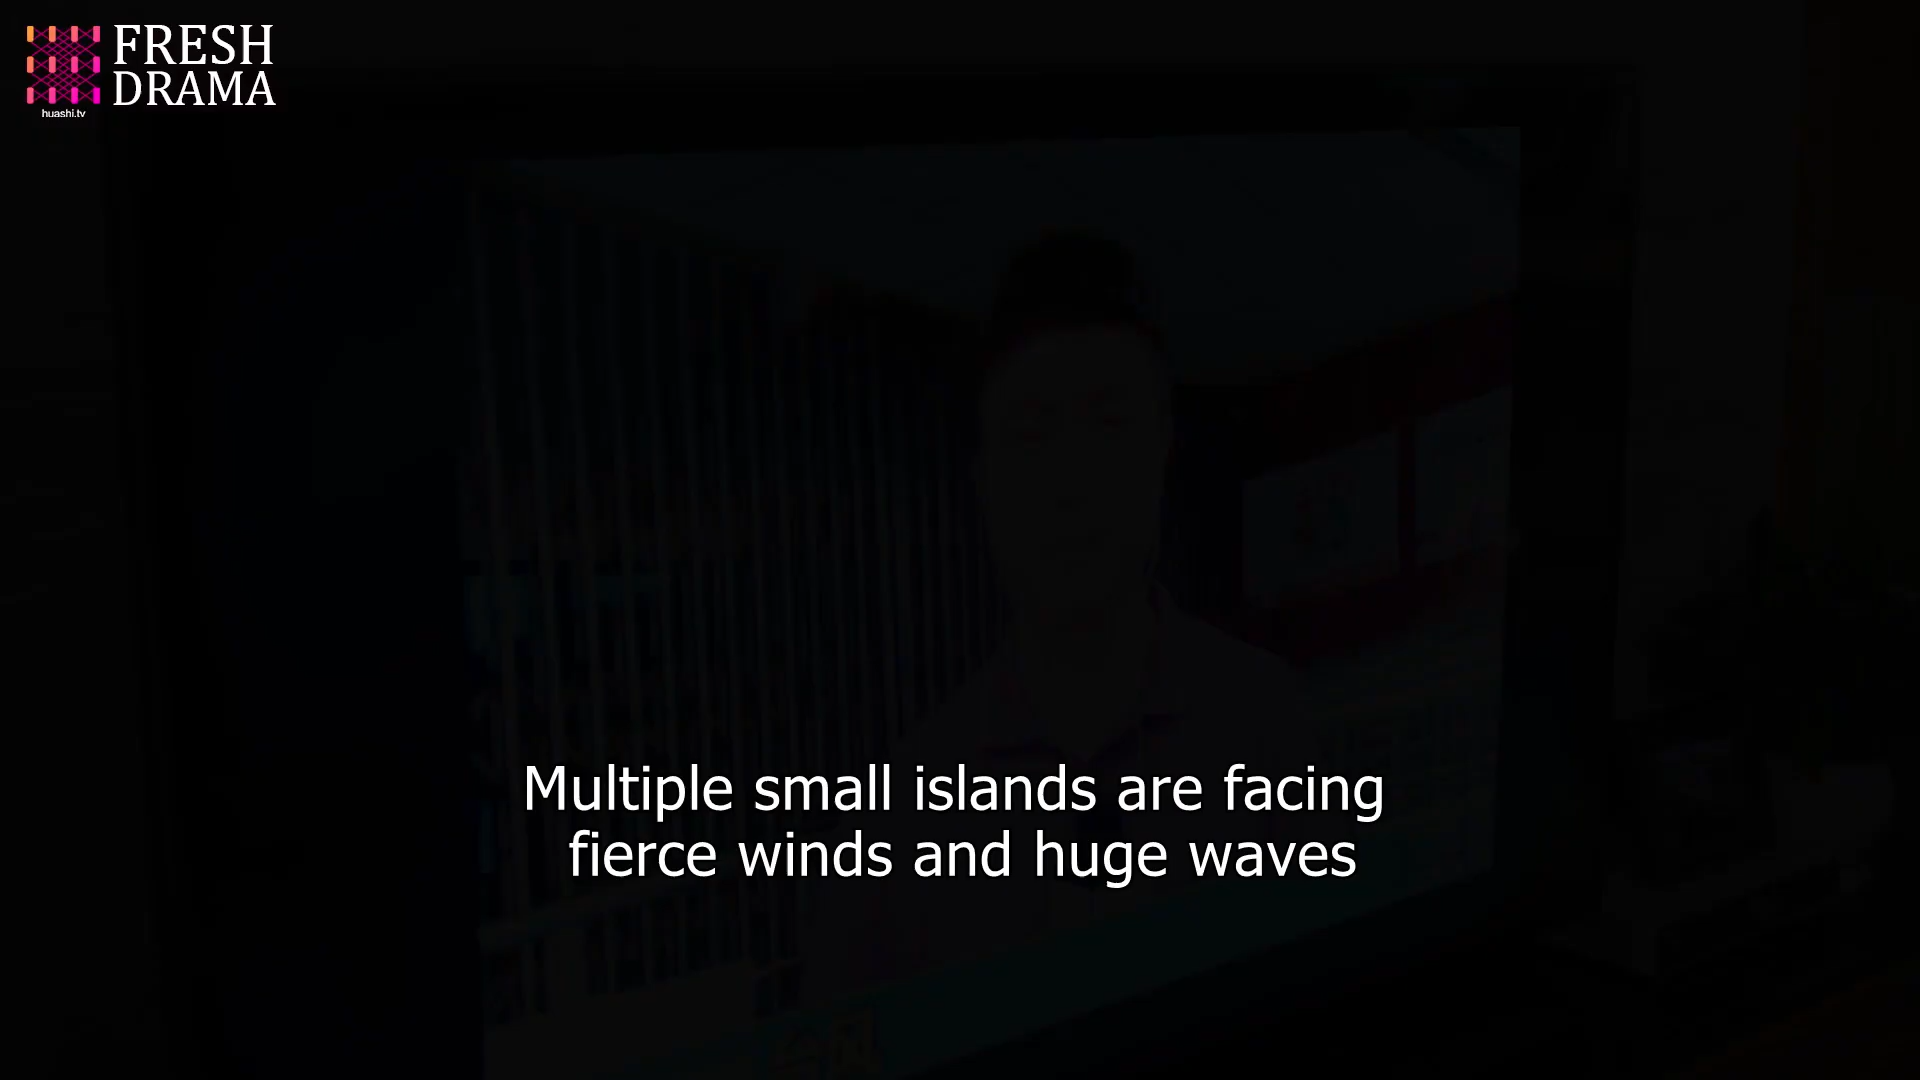 FRESH
DRAMA
huashi.tv
Multiple small islands are facing
fierce winds and huge waves